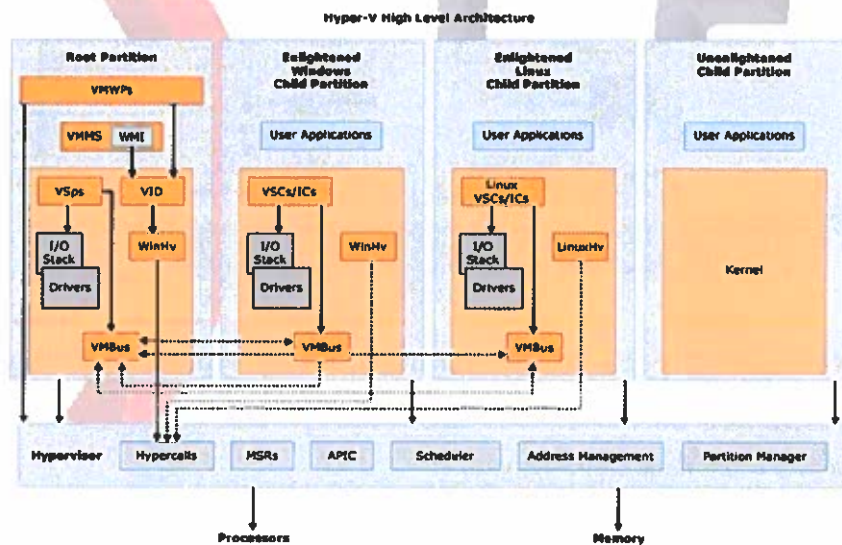 Hyper-V High Level Architecture
Root Partition
Enlightened
Windows
Child Partition
Enlightened
Linux
Child Partition
Unenlightened
Child Partition
VMWPs
VMMS
WMI
User Applications
User Applications
User Applications
VSps
VID
VSCs/ICs
Linux
VSCs/ICs
I/O
Stack
Drivers
WinHv
I/O
Stack
Drivers
WinHv
I/O
Stack
Drivers
LinuxHv
Kernel
VMBus
VMBus
VMBus
Hypervisor
Hypercalls
MSRs
APIC
Scheduler
Address Management
Partition Manager
Processors
Memory